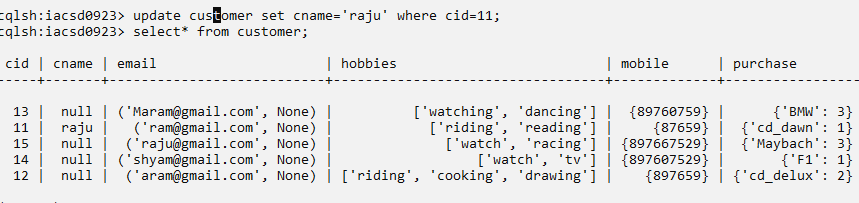 cqlsh:iacsd0923> update customer set cname='raju' where cid=11;
cqlsh:iacsd0923> select* from customer;
cid | cname | email | hobbies | mobile | purchase
13 | null | ('Maram@gmail.com', None) | ['watching', 'dancing'] | {89760759} | {'BMW': 3}
11 | raju | ('ram@gmail.com', None) | ['riding', 'reading'] | {87659} | {'cd_dawn': 1}
15 | null | ('raju@gmail.com', None) | ['watch', 'racing'] | {897667529} | {'Maybach': 3}
14 | null | ('shyam@gmail.com', None) | ['watch', 'tv'] | {897607529} | {'F1': 1}
12 | null | ('aram@gmail.com', None) | ['riding', 'cooking', 'drawing'] | {897659} | {'cd_delux': 2}